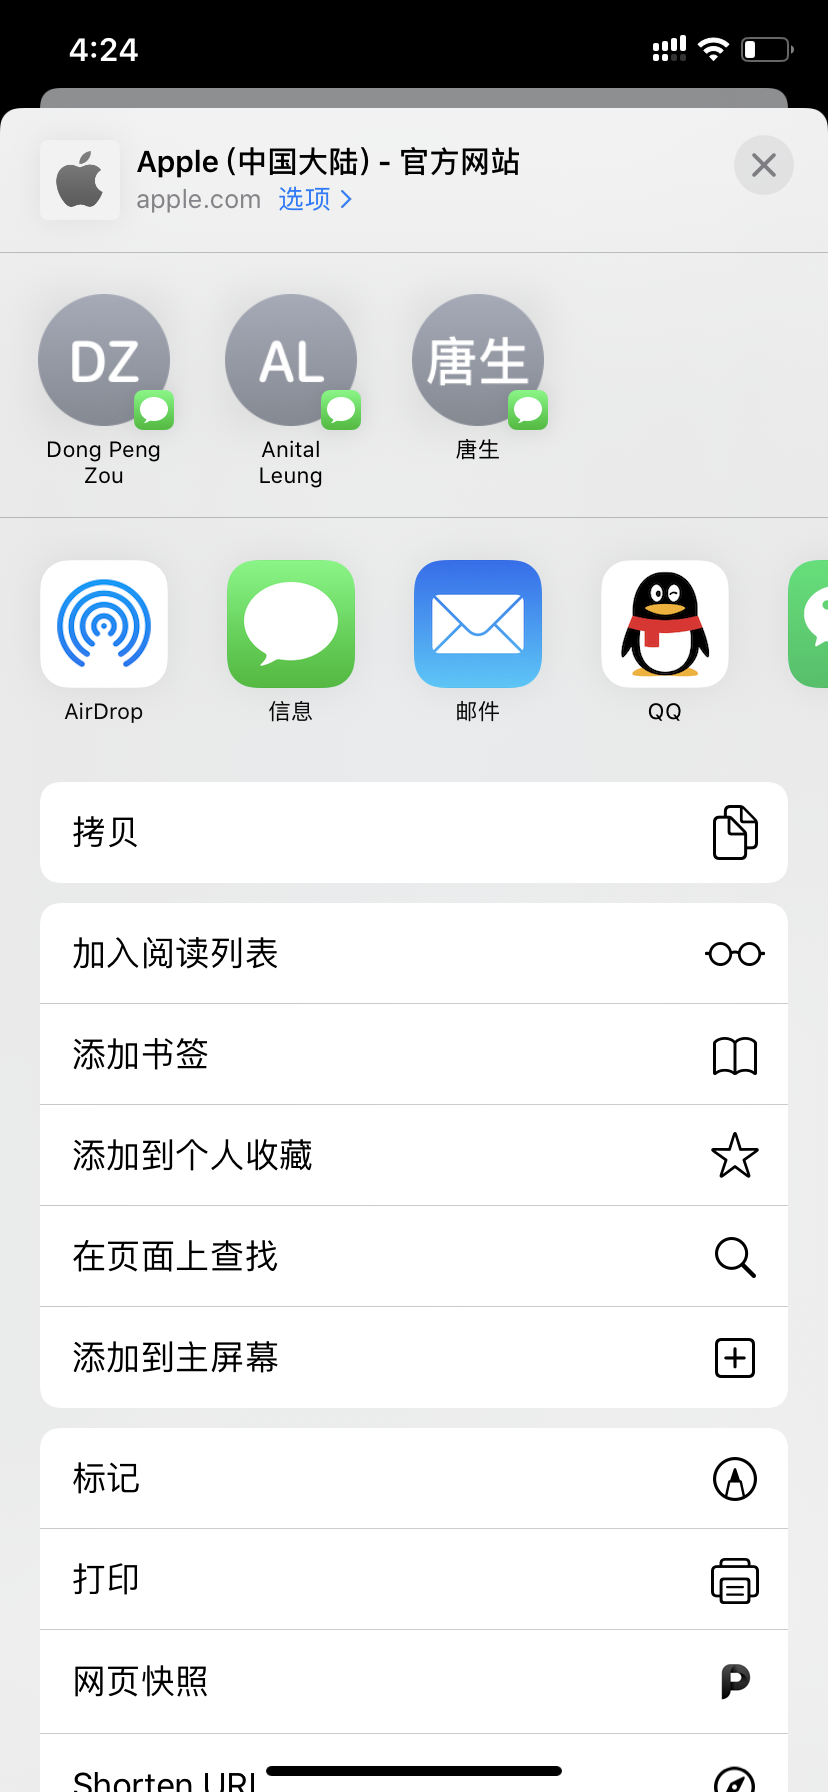 4:24
Apple (中国大陆) - 官方网站
apple.com 选项
DZ
AL
唐生
Dong Peng
Zou
Anital
Leung
唐生
AirDrop
信息
邮件
QQ
拷贝
加入阅读列表
添加书签
添加到个人收藏
在页面上查找
添加到主屏幕
标记
打印
网页快照
Shorten URL